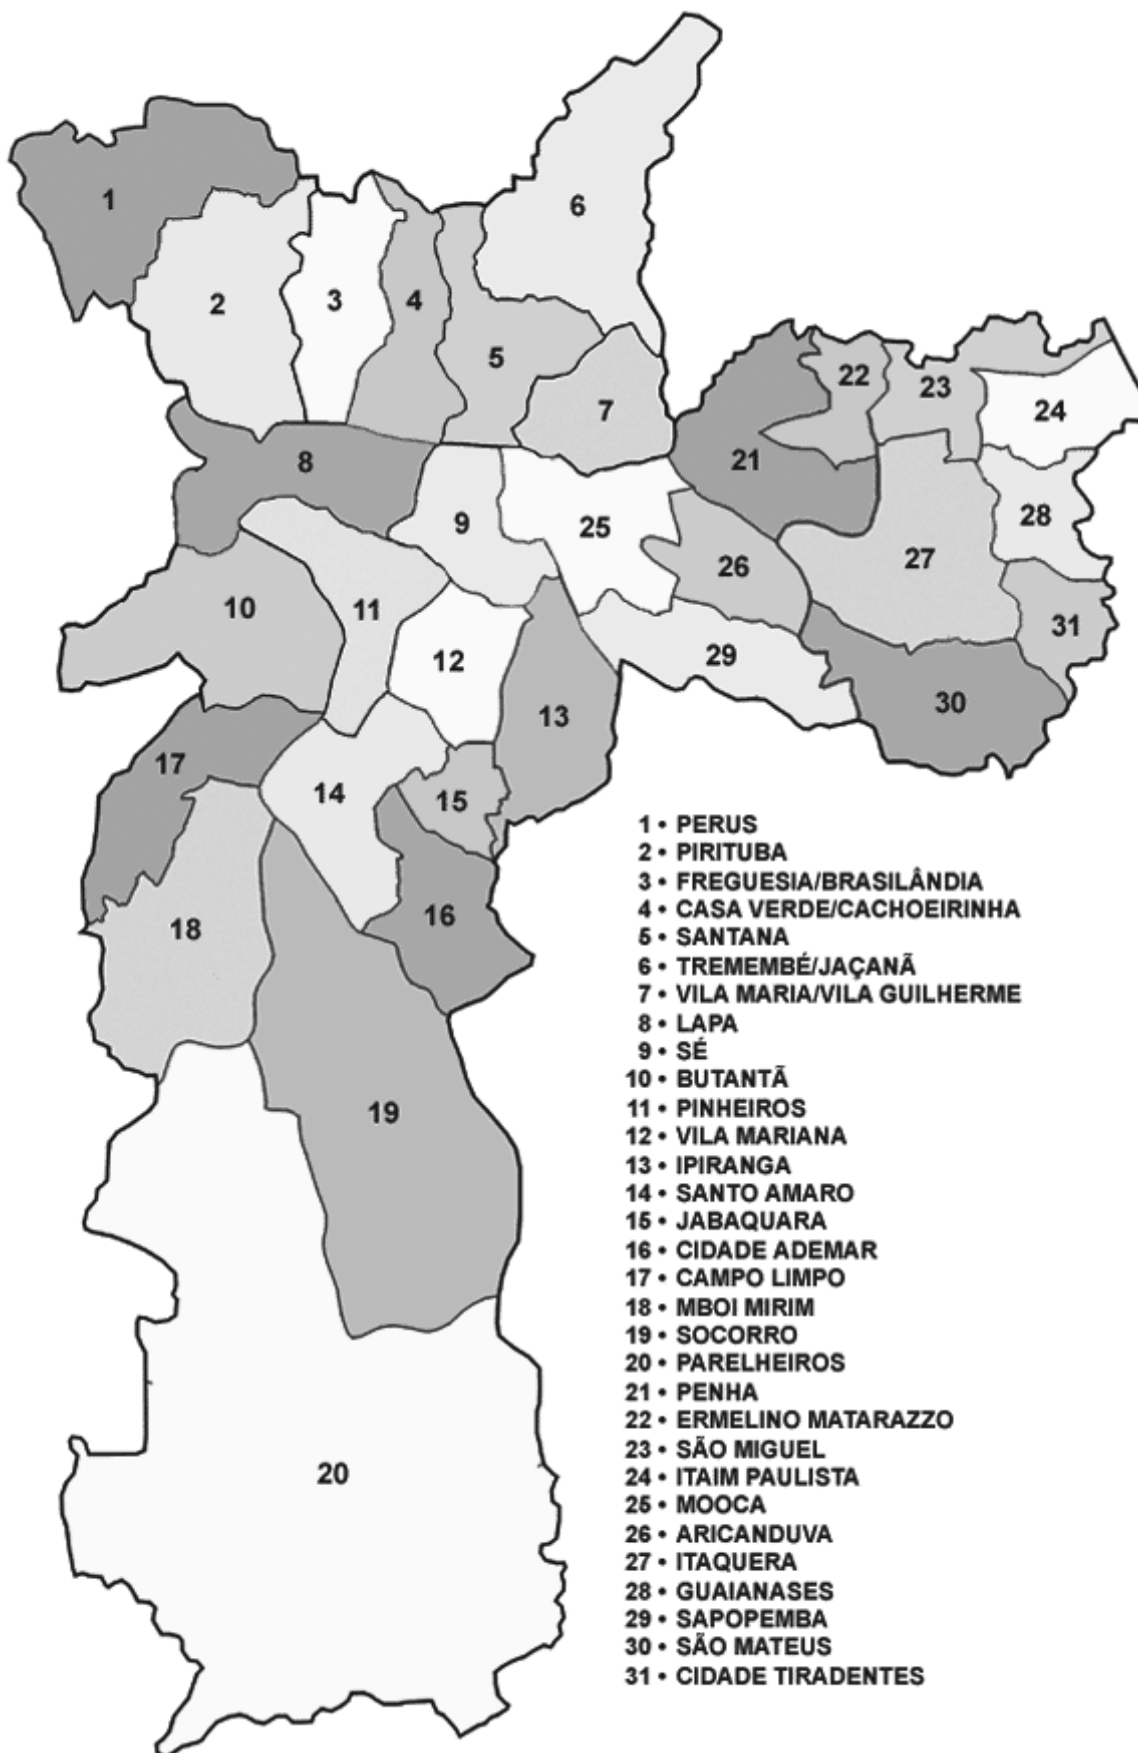 1
2
3
4
5
6
7
8
9
10
11
12
13
14
15
16
17
18
19
20
21
22
23
24
25
26
27
28
29
30
31
1 • PERUS
2 • PIRITUBA
3 • FREGUESIA/BRASILÂNDIA
4 • CASA VERDE/CACHOEIRINHA
5 • SANTANA
6 • TREMEMBÉ/JAÇANÃ
7 • VILA MARIA/VILA GUILHERME
8 • LAPA
9 • SÉ
10 • BUTANTÃ
11 • PINHEIROS
12 • VILA MARIANA
13 • IPIRANGA
14 • SANTO AMARO
15 • JABAQUARA
16 • CIDADE ADEMAR
17 • CAMPO LIMPO
18 • MBOI MIRIM
19 • SOCORRO
20 • PARELHEIROS
21 • PENHA
22 • ERMELINO MATARAZZO
23 • SÃO MIGUEL
24 • ITAIM PAULISTA
25 • MOOCA
26 • ARICANDUVA
27 • ITAQUERA
28 • GUAIANASES
29 • SAPOPEMBA
30 • SÃO MATEUS
31 • CIDADE TIRADENTES